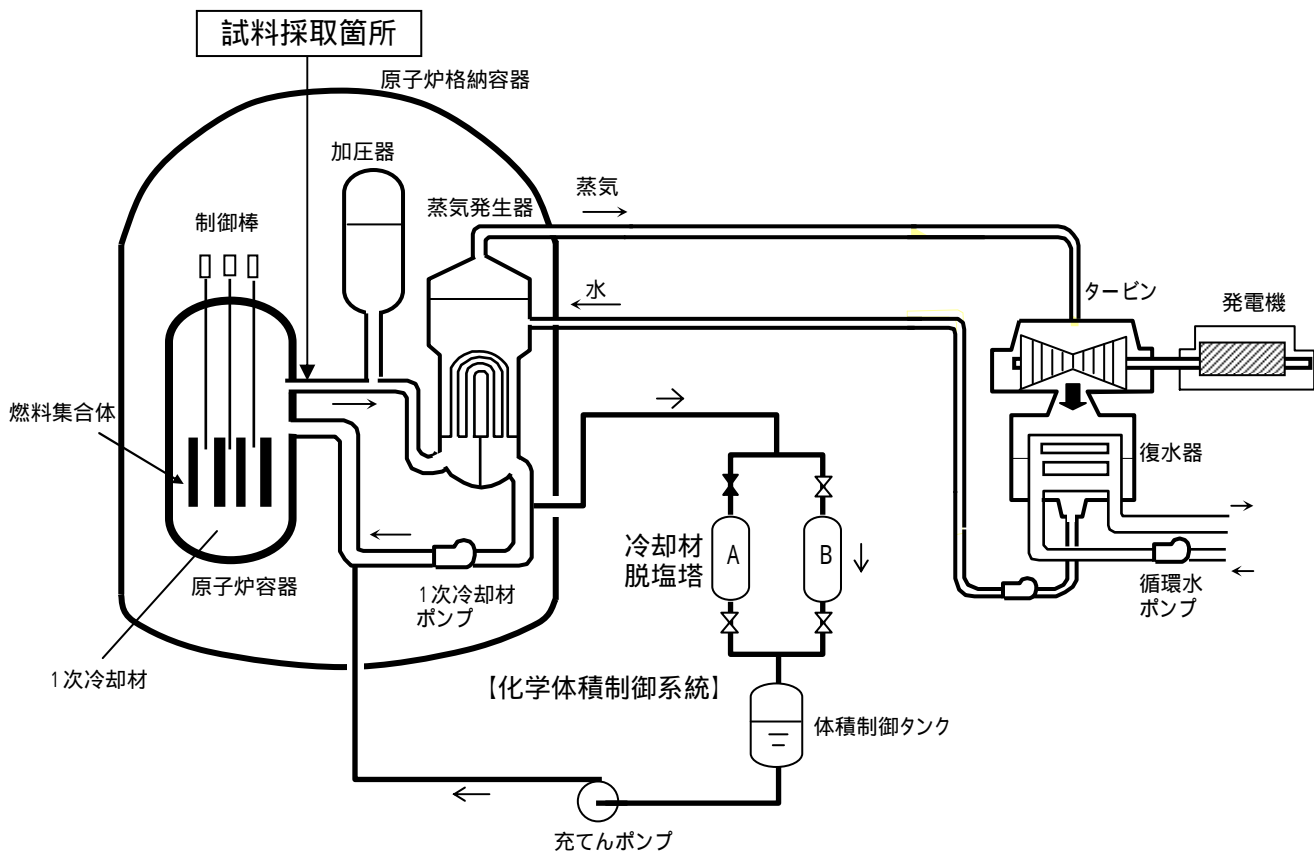 試料採取箇所
原子炉格納容器
加圧器
蒸気
蒸気発生器
制御棒
水
タービン
発電機
燃料集合体
復水器
A
B
冷却材
脱塩塔
原子炉容器
1次冷却材
ポンプ
循環水
ポンプ
1次冷却材
【化学体積制御系統】
体積制御タンク
充てんポンプ